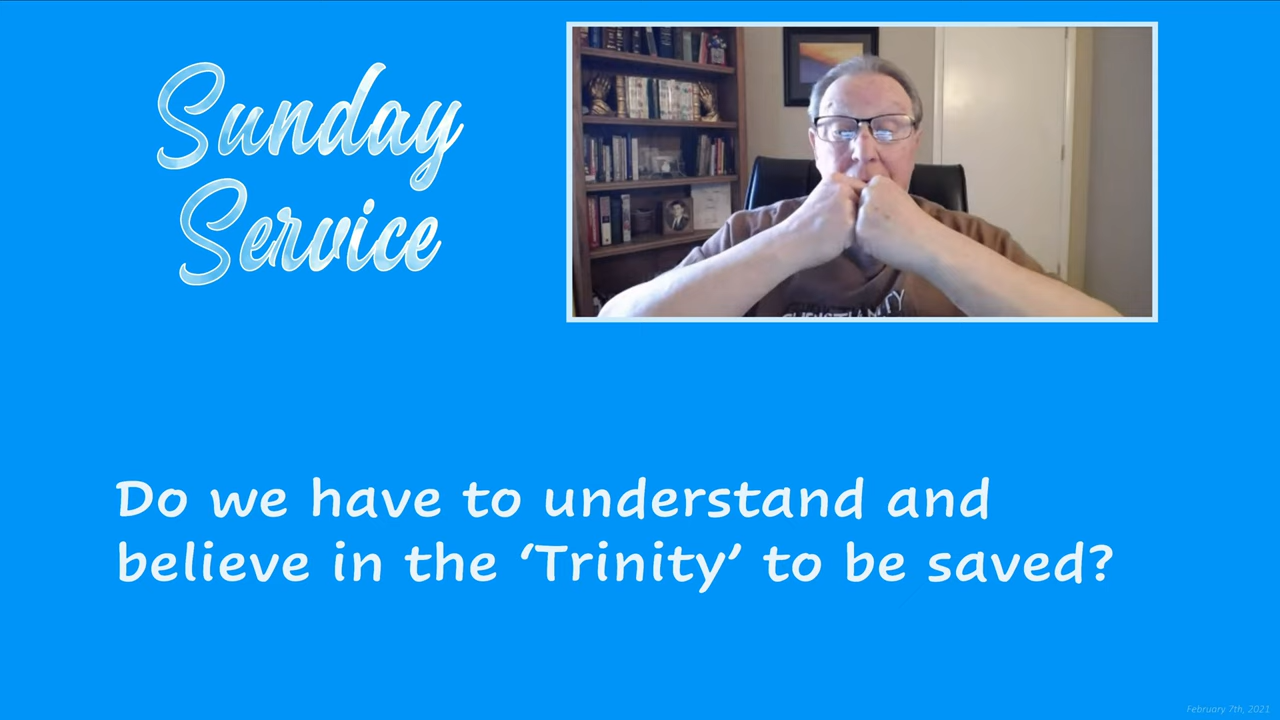 Sunday
Service
Do we have to understand and
believe in the ‘Trinity’ to be saved?
February 7th, 2021